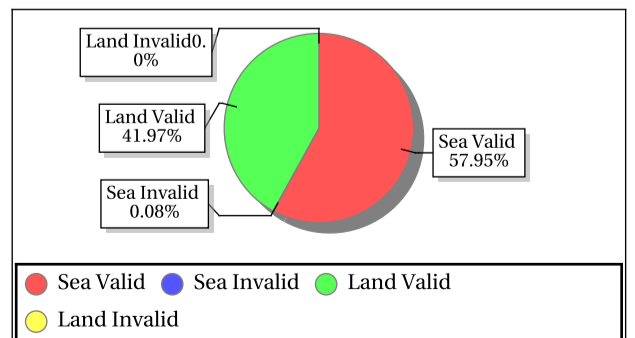 Land Invalid0.
0%
Land Valid
41.97%
Sea Valid
57.95%
Sea Invalid
0.08%
Sea Valid Sea Invalid Land Valid
Land Invalid